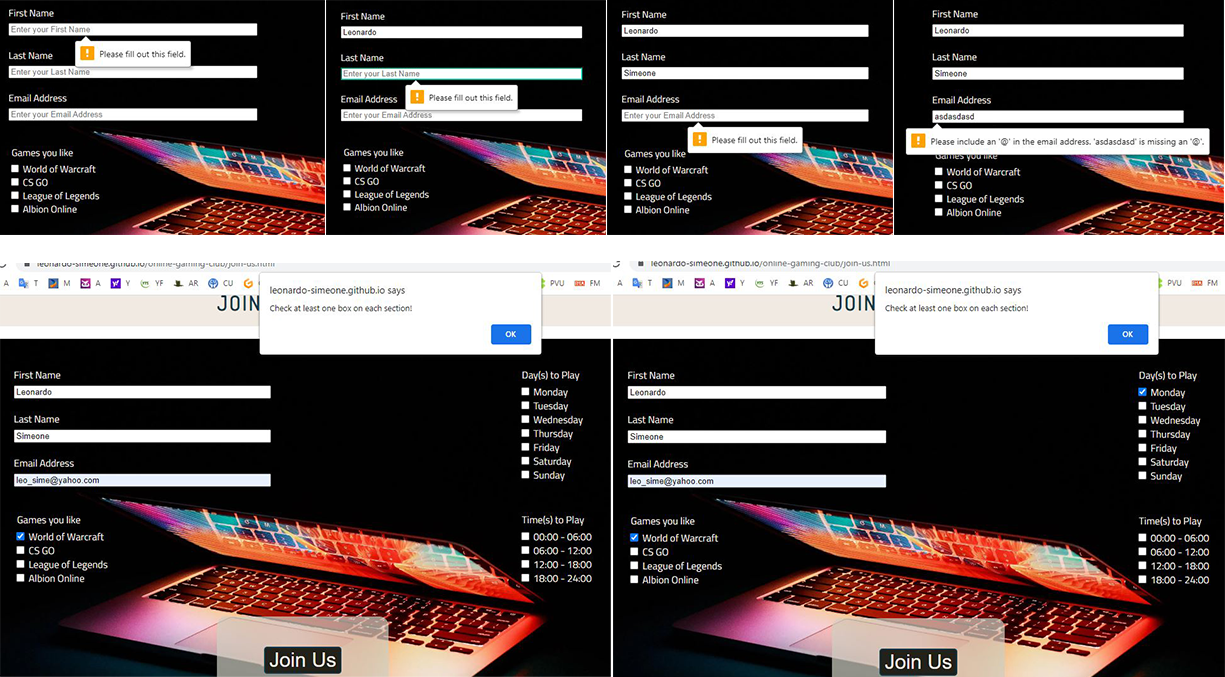 First Name
Enter your First Name
Please fill out this field.
Last Name
Enter your Last Name
Email Address
Enter your Email Address
Games you like
World of Warcraft
CS GO
League of Legends
Albion Online
First Name
Leonardo
Last Name
Enter your Last Name
Please fill out this field.
Email Address
Enter your Email Address
Games you like
World of Warcraft
CS GO
League of Legends
Albion Online
First Name
Leonardo
Last Name
Simeone
Email Address
Enter your Email Address
Please fill out this field.
Games you like
World of Warcraft
CS GO
League of Legends
Albion Online
First Name
Leonardo
Last Name
Simeone
Email Address
asdasdasd
Please include an '@' in the email address. 'asdasdasd' is missing an '@'.
Games you like
World of Warcraft
CS GO
League of Legends
Albion Online
leonardo-simeone.github.io/online-gaming-club/join-us.html
A T M A Y YF AR CU G PVU FM
JOIN
leonardo-simeone.github.io says
Check at least one box on each section!
OK
First Name
Leonardo
Last Name
Simeone
Email Address
leo_sime@yahoo.com
Games you like
World of Warcraft
CS GO
League of Legends
Albion Online
Day(s) to Play
Monday
Tuesday
Wednesday
Thursday
Friday
Saturday
Sunday
Time(s) to Play
00:00 - 06:00
06:00 - 12:00
12:00 - 18:00
18:00 - 24:00
Join Us
leonardo-simeone.github.io/online-gaming-club/join-us.html
A T M A Y YF AR CU G PVU FM
JOIN
leonardo-simeone.github.io says
Check at least one box on each section!
OK
First Name
Leonardo
Last Name
Simeone
Email Address
leo_sime@yahoo.com
Games you like
World of Warcraft
CS GO
League of Legends
Albion Online
Day(s) to Play
Monday
Tuesday
Wednesday
Thursday
Friday
Saturday
Sunday
Time(s) to Play
00:00 - 06:00
06:00 - 12:00
12:00 - 18:00
18:00 - 24:00
Join Us